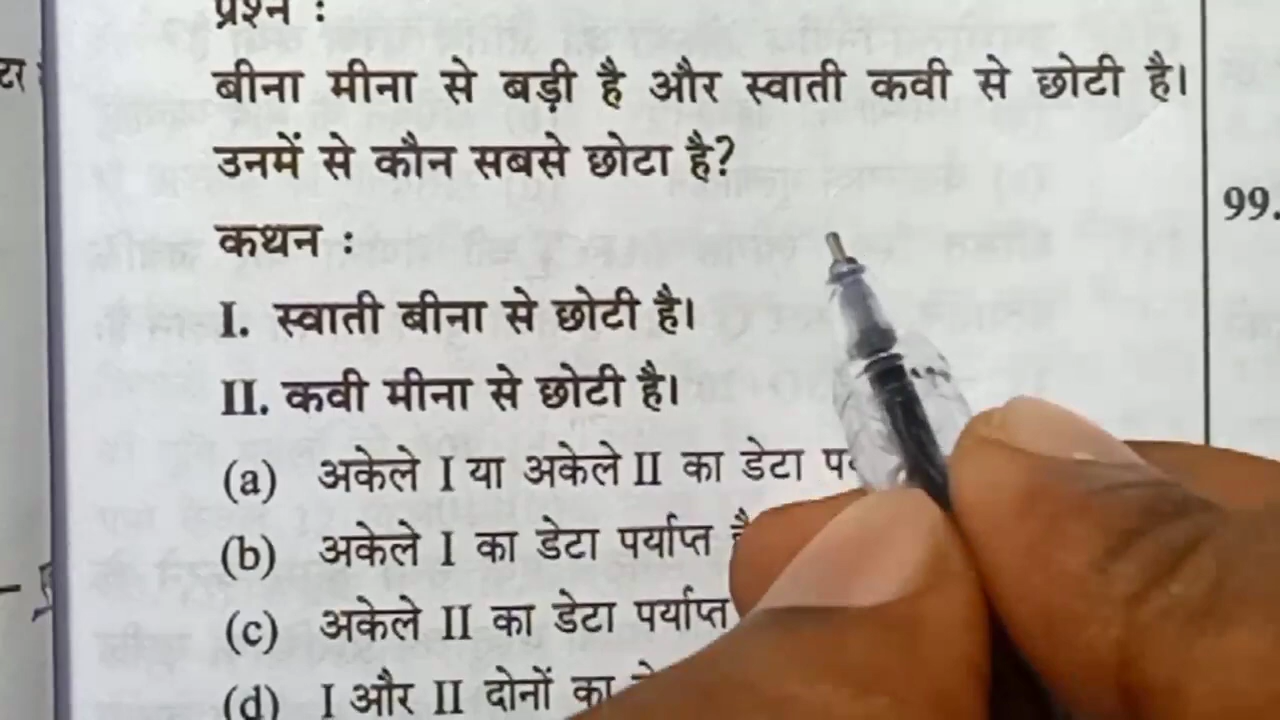 प्रश्न :
बीना मीना से बड़ी है और स्वाती कवी से छोटी है।
उनमें से कौन सबसे छोटा है?
कथन :
99.
I. स्वाती बीना से छोटी है।
II. कवी मीना से छोटी है।
(a) अकेले I या अकेले II का डेटा
(b) अकेले I का डेटा पर्याप्त है
(c) अकेले II का डेटा पर्याप्त
(d) I और II दोनों का